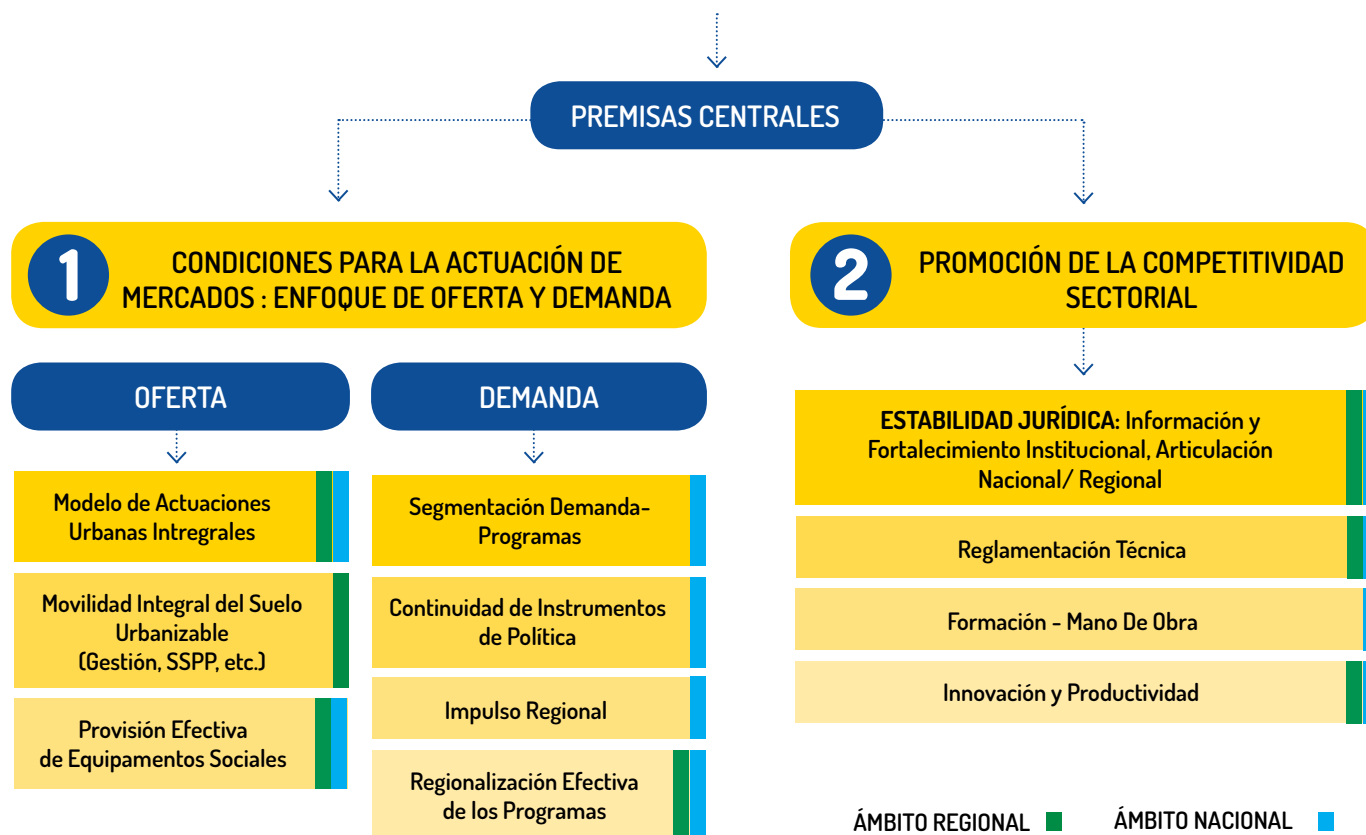 PREMISAS CENTRALES
1
CONDICIONES PARA LA ACTUACIÓN DE
MERCADOS : ENFOQUE DE OFERTA Y DEMANDA
OFERTA
Modelo de Actuaciones
Urbanas Intregrales
Movilidad Integral del Suelo
Urbanizable
(Gestión, SSPP, etc.)
Provisión Efectiva
de Equipamentos Sociales
DEMANDA
Segmentación Demanda-
Programas
Continuidad de Instrumentos
de Política
Impulso Regional
Regionalización Efectiva
de los Programas
2
PROMOCIÓN DE LA COMPETITIVIDAD
SECTORIAL
ESTABILIDAD JURÍDICA: Información y
Fortalecimiento Institucional, Articulación
Nacional/ Regional
Reglamentación Técnica
Formación - Mano De Obra
Innovación y Productividad
ÁMBITO REGIONAL
ÁMBITO NACIONAL